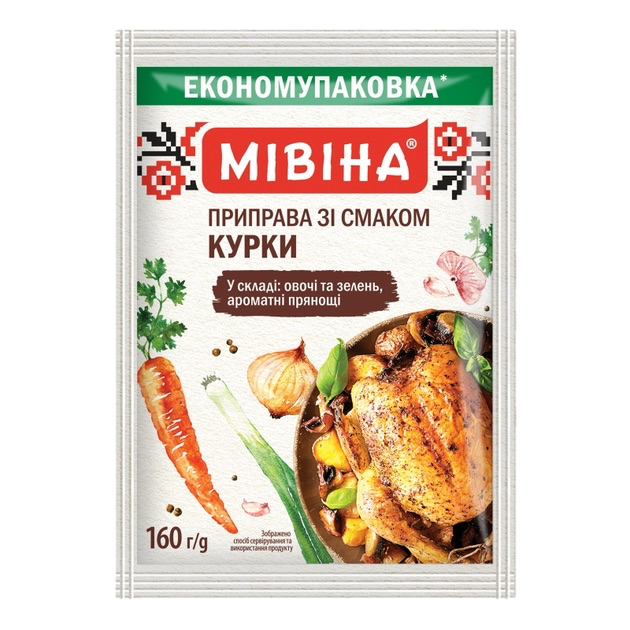 ЕКОНОМУПАКОВКА*
МІВІНА®
ПРИПРАВА ЗІ СМАКОМ
КУРКИ
У складі: овочі та зелень,
ароматні прянощі
160 г/g
Зображено
спосіб сервірування та
використання продукту